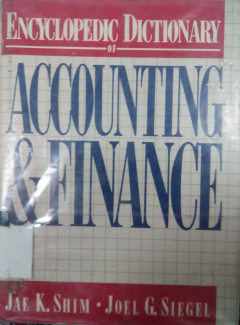 ENCYCLOPEDIC DICTIONARY
OF
ACCOUNTING
& FINANCE
JAE K. SHIM • JOEL G. SIEGEL